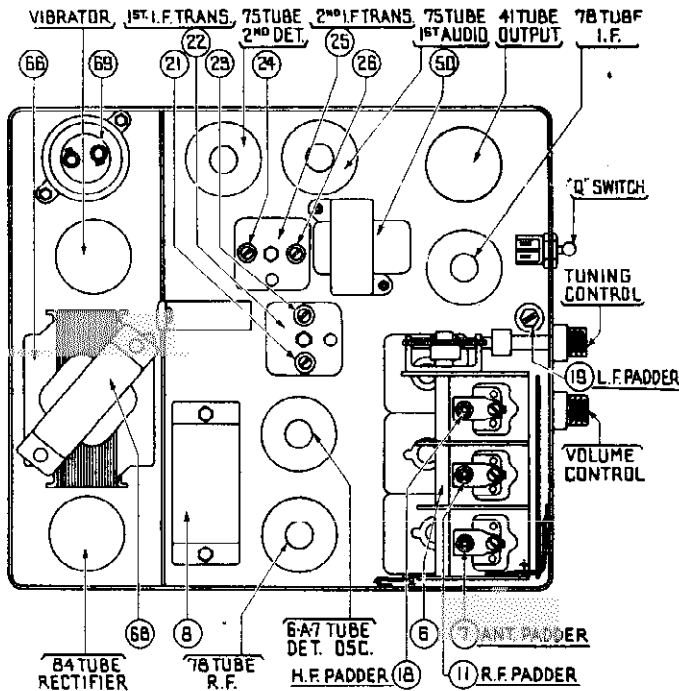 VIBRATOR
1ST. I.F. TRANS.
75 TUBE
2ND DET.
2ND I.F. TRANS.
75 TUBE
1ST AUDIO
41 TUBE
OUTPUT
78 TUBE
I.F.
66
69
21
22
23
24
25
26
50
"Q" SWITCH
TUNING
CONTROL
19 L.F. PADDER
VOLUME
CONTROL
84 TUBE
RECTIFIER
68
8
78 TUBE
R.F.
6-A-7 TUBE
DET. OSC.
H.F. PADDER 18
6
7 ANT. PADDER
11 R.F. PADDER